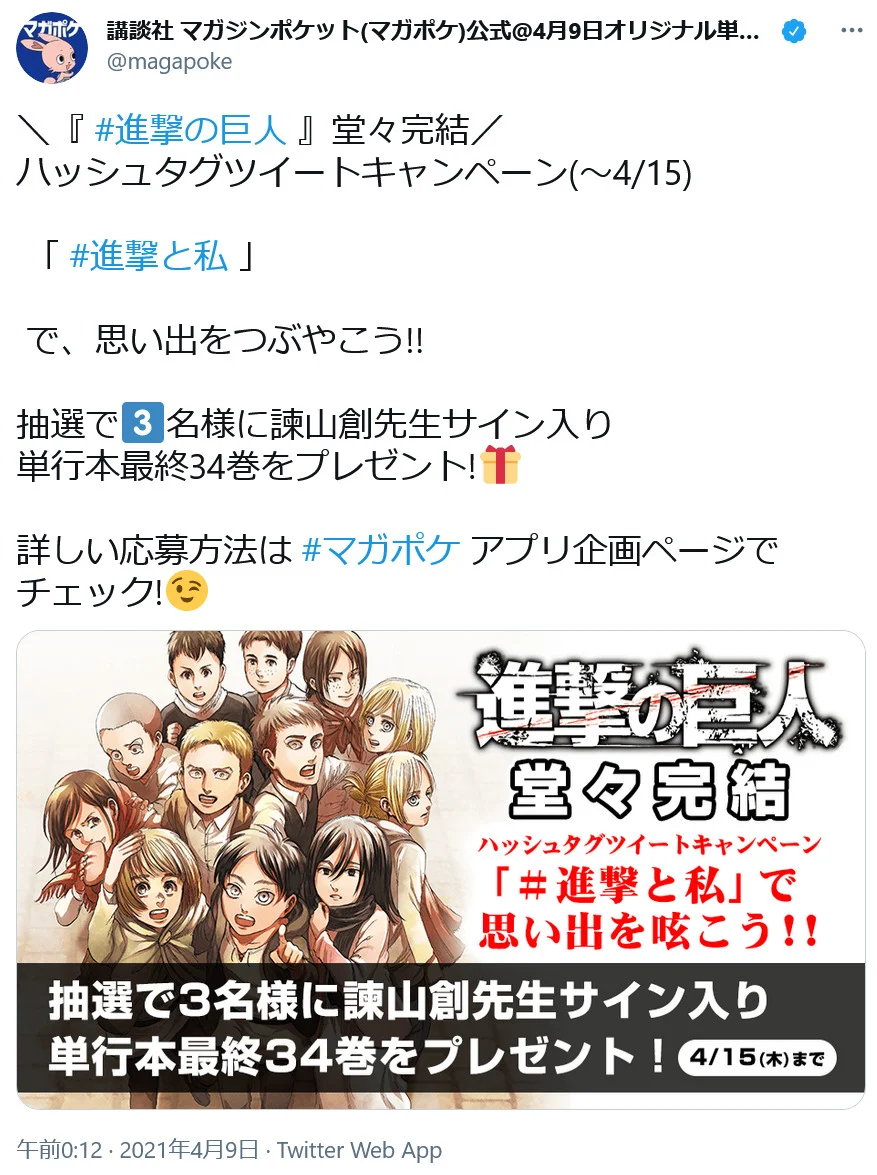 マガポケ
講談社 マガジンポケット(マガポケ)公式@4月9日オリジナル単...
@magapoke
＼『 #進撃の巨人 』堂々完結／
ハッシュタグツイートキャンペーン(～4/15)
「 #進撃と私 」
で、思い出をつぶやこう!!
抽選で3️⃣名様に諫山創先生サイン入り
単行本最終34巻をプレゼント!🎁
詳しい応募方法は #マガポケ アプリ企画ページで
チェック!😉
進撃の巨人
堂々完結
ハッシュタグツイートキャンペーン
「＃進撃と私」で
思い出を呟こう!!
抽選で3名様に諫山創先生サイン入り
単行本最終34巻をプレゼント！ 4/15(木)まで
午前0:12 · 2021年4月9日 · Twitter Web App